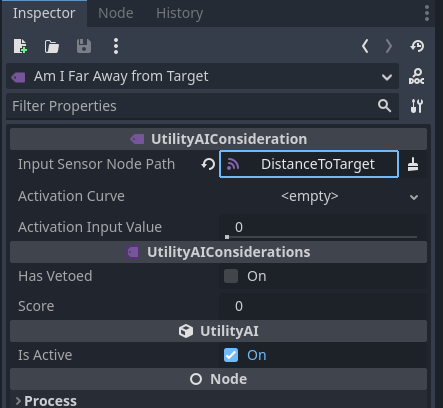 Inspector Node History
Am I Far Away from Target
DOC
Filter Properties
UtilityAIConsideration
Input Sensor Node Path DistanceToTarget
Activation Curve <empty>
Activation Input Value 0
UtilityAIConsiderations
Has Vetoed On
Score 0
UtilityAI
Is Active On
Node
Process